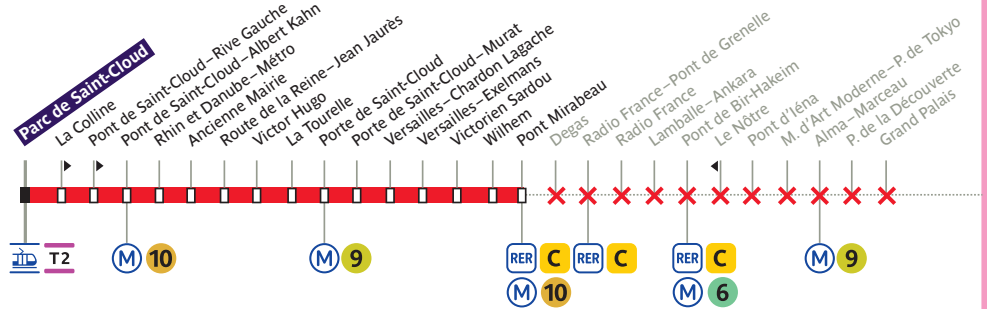 Parc de Saint-Cloud
La Colline
Pont de Saint-Cloud – Rive Gauche
Pont de Saint-Cloud – Albert Kahn
Rhin et Danube – Métro
Ancienne Mairie
Route de la Reine – Jean Jaurès
Victor Hugo
La Tourelle
Porte de Saint-Cloud
Porte de Saint-Cloud – Murat
Versailles – Chardon Lagache
Versailles – Exelmans
Victorien Sardou
Wilhem
Pont Mirabeau
Degas
Radio France – Pont de Grenelle
Radio France
Lamballe – Ankara
Pont de Bir-Hakeim
Le Nôtre
Pont d'Iéna
M. d'Art Moderne – P. de Tokyo
Alma – Marceau
P. de la Découverte
Grand Palais
T2
M 10
M 9
RER C
M 10
RER C
RER C
M 6
M 9